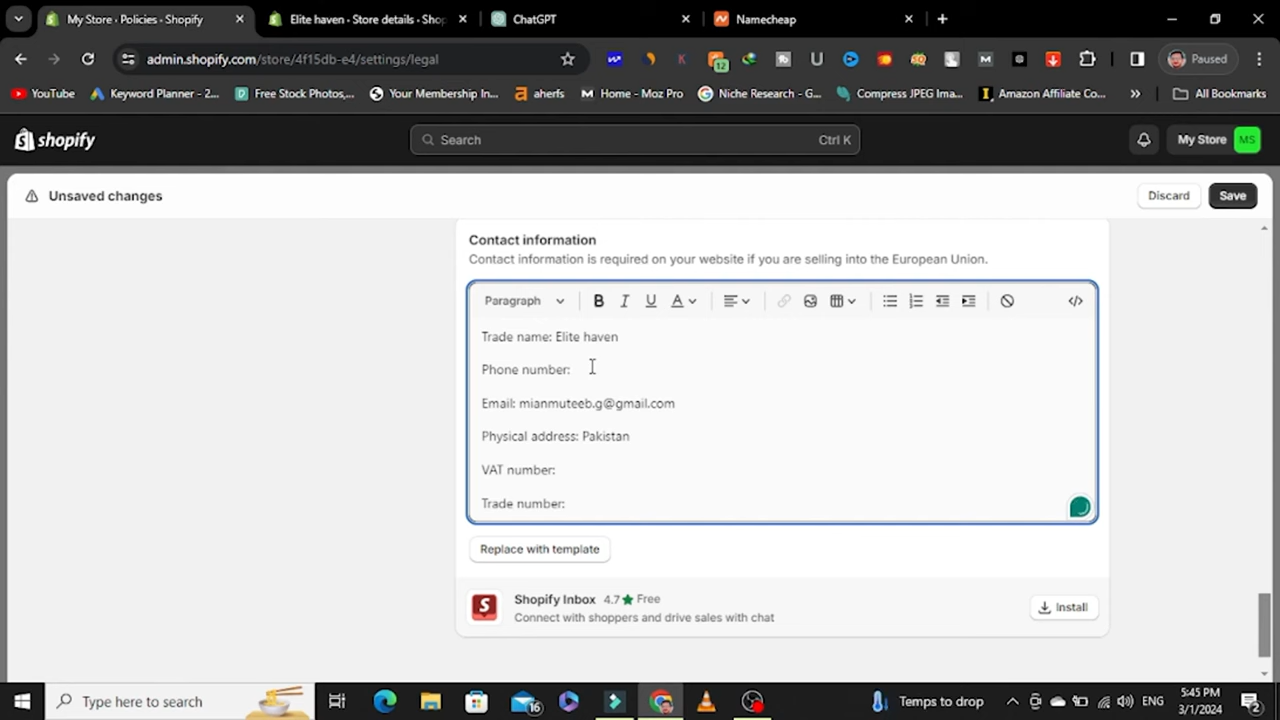 My Store · Policies · Shopify
Elite haven · Store details · Shop
ChatGPT
Namecheap
admin.shopify.com/store/4f15db-e4/settings/legal
12
Paused
YouTube
Keyword Planner - 2...
Free Stock Photos,...
Your Membership In...
aherfs
Home - Moz Pro
Niche Research - G...
Compress JPEG Ima...
Amazon Affiliate Co...
All Bookmarks
shopify
Search
Ctrl K
My Store
MS
Unsaved changes
Discard
Save
Contact information
Contact information is required on your website if you are selling into the European Union.
Paragraph
B I U A
Trade name: Elite haven
Phone number:
Email: mianmuteeb.g@gmail.com
Physical address: Pakistan
VAT number:
Trade number:
Replace with template
Shopify Inbox 4.7★ Free
Connect with shoppers and drive sales with chat
Install
Type here to search
16
Temps to drop
ENG
5:45 PM
3/1/2024
2